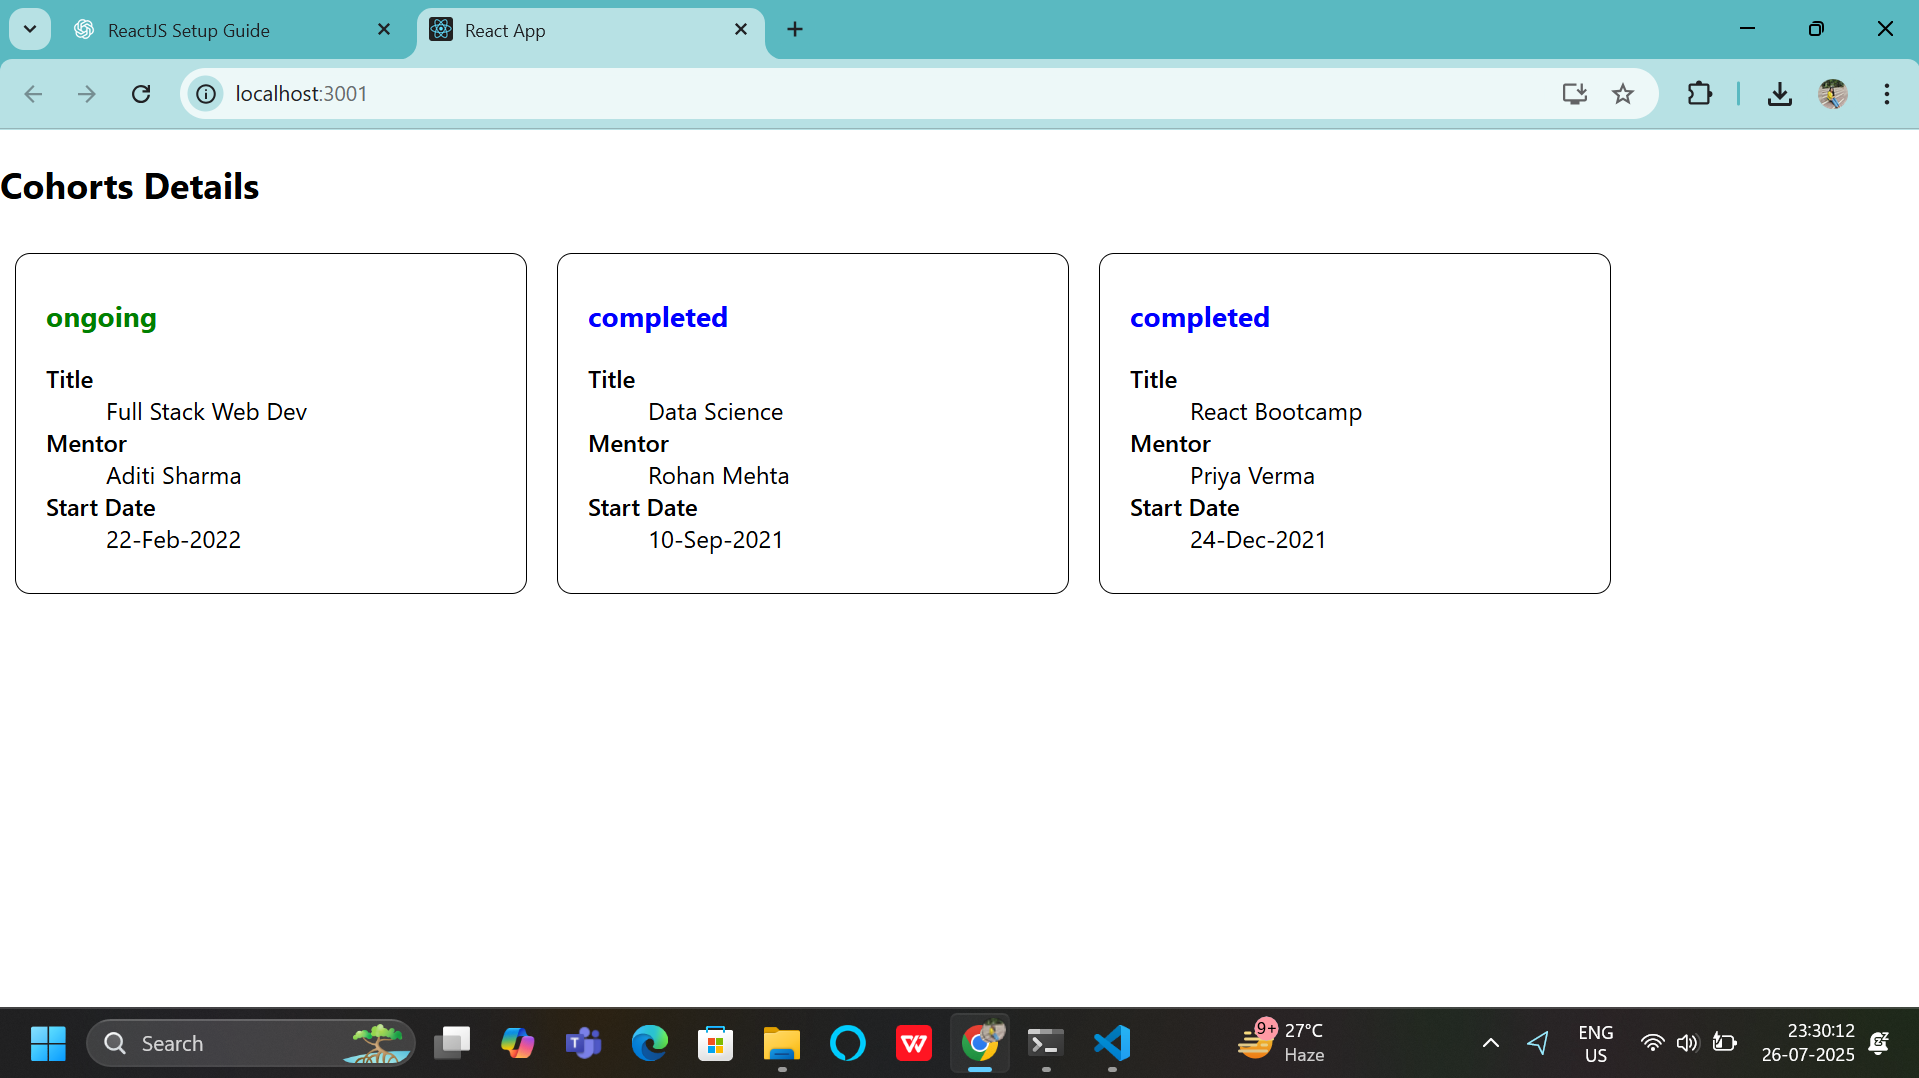 ReactJS Setup Guide
React App
localhost:3001
Cohorts Details
ongoing
Title
Full Stack Web Dev
Mentor
Aditi Sharma
Start Date
22-Feb-2022
completed
Title
Data Science
Mentor
Rohan Mehta
Start Date
10-Sep-2021
completed
Title
React Bootcamp
Mentor
Priya Verma
Start Date
24-Dec-2021
Search
9+
27°C
Haze
ENG
US
23:30:12
26-07-2025